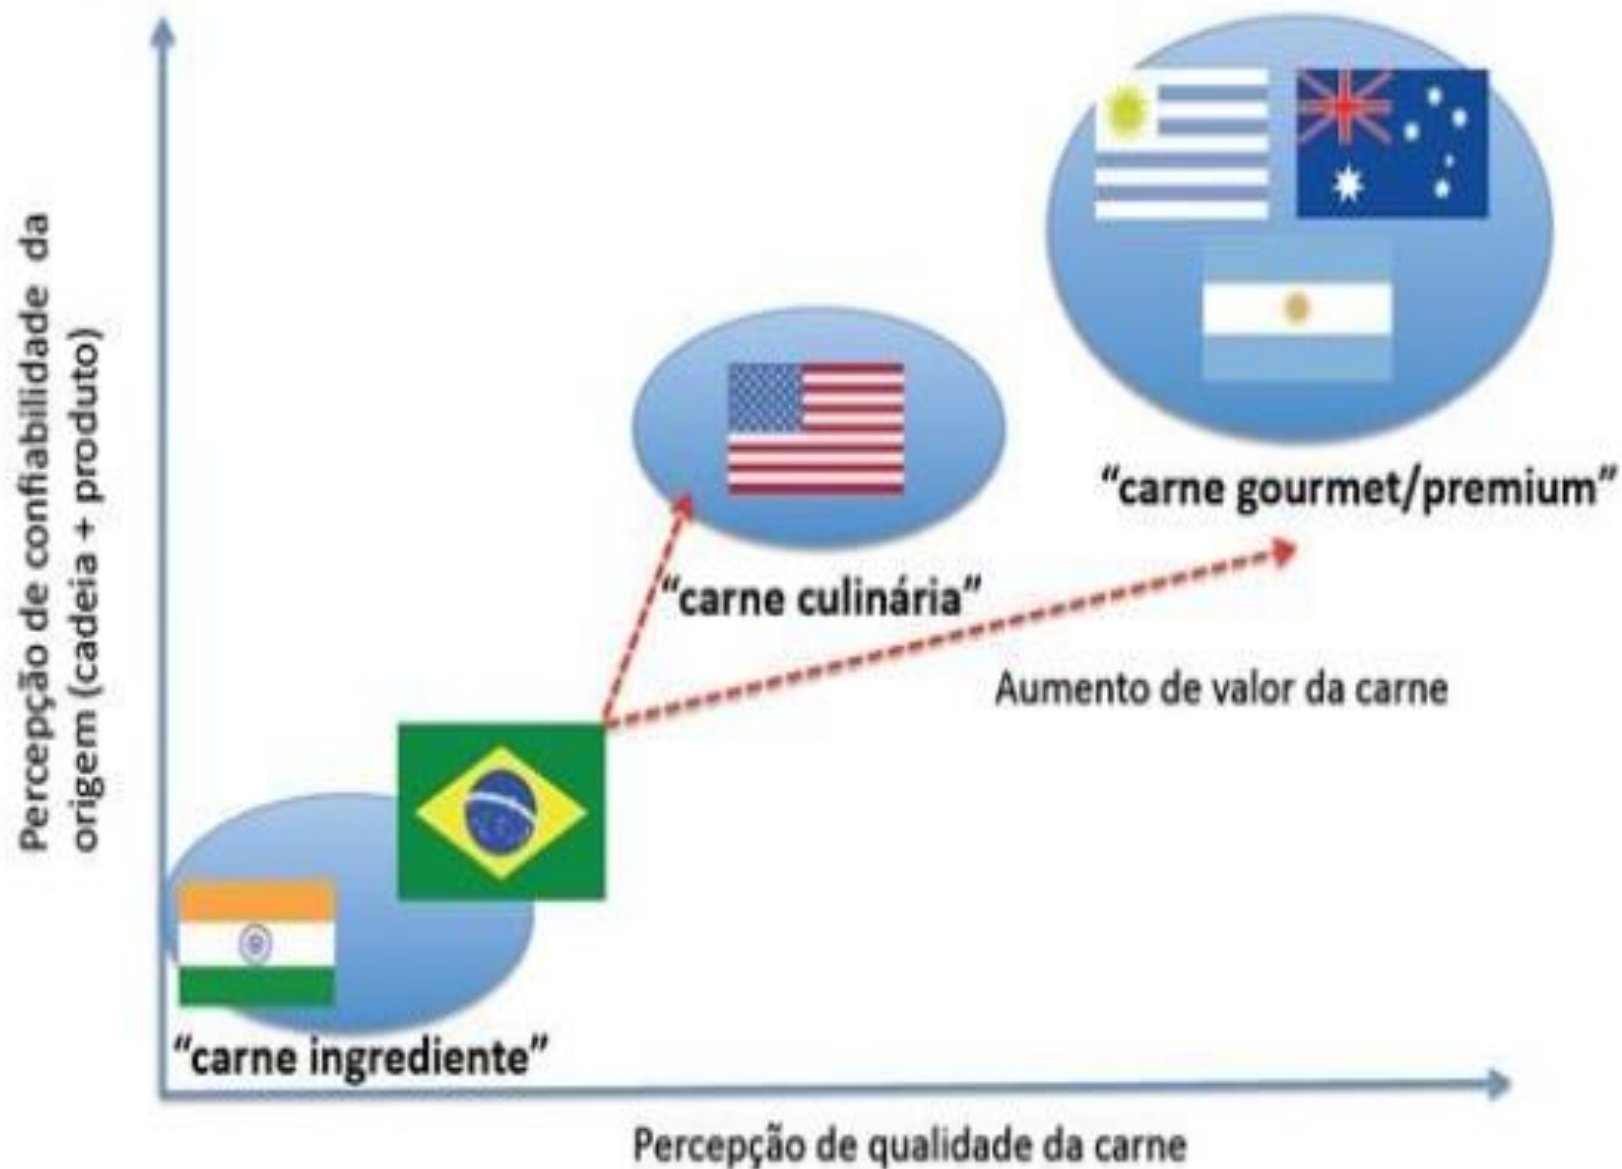 Percepção de confiabilidade da
origem (cadeia + produto)
“carne gourmet/premium”
“carne culinária”
Aumento de valor da carne
“carne ingrediente”
Percepção de qualidade da carne